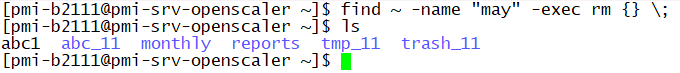 [pmi-b2111@pmi-srv-openscaler ~]$ find ~ -name "may" -exec rm {} \;
[pmi-b2111@pmi-srv-openscaler ~]$ ls
abc1  abc_11  monthly  reports  tmp_11  trash_11
[pmi-b2111@pmi-srv-openscaler ~]$